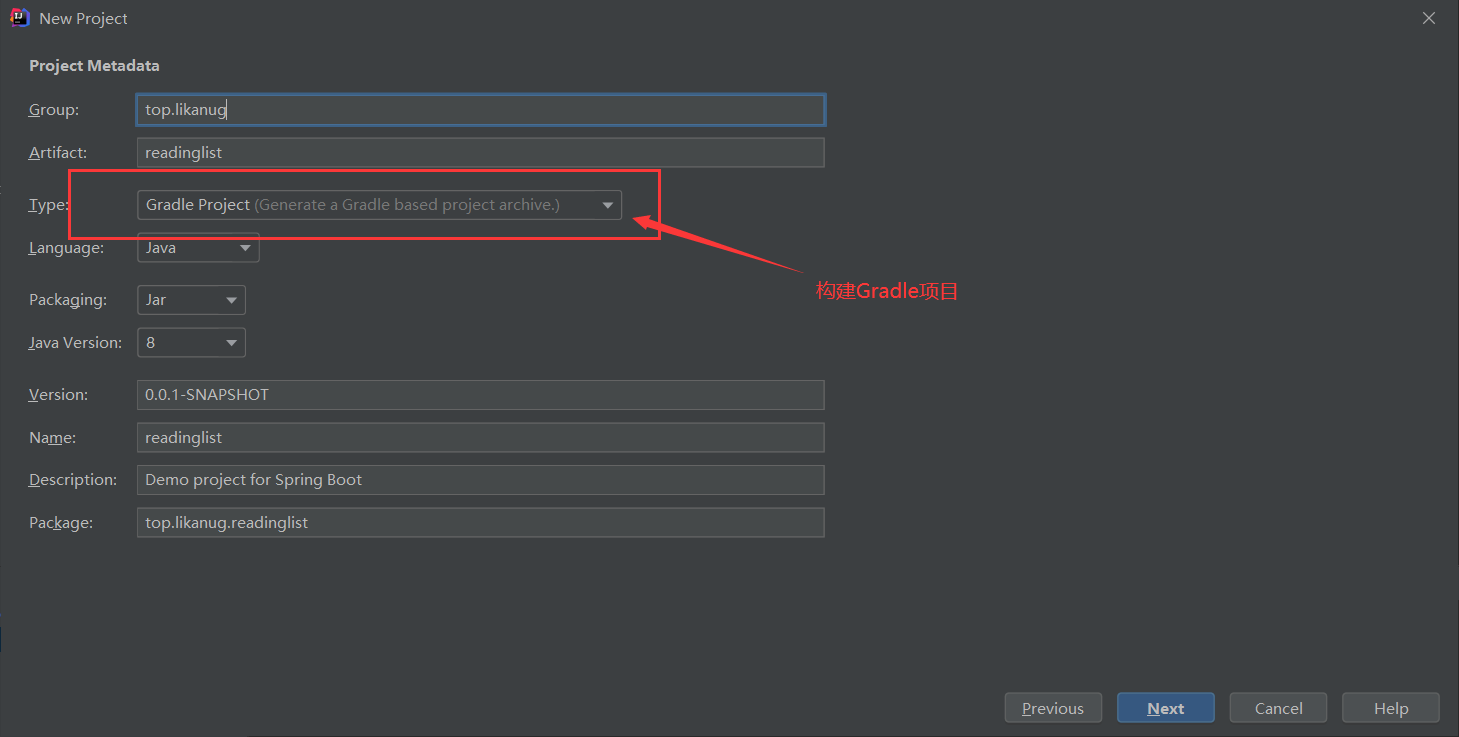 New Project
Project Metadata
Group: top.likanug
Artifact: readinglist
Type: Gradle Project (Generate a Gradle based project archive.)
Language: Java
构建Gradle项目
Packaging: Jar
Java Version: 8
Version: 0.0.1-SNAPSHOT
Name: readinglist
Description: Demo project for Spring Boot
Package: top.likanug.readinglist
Previous Next Cancel Help